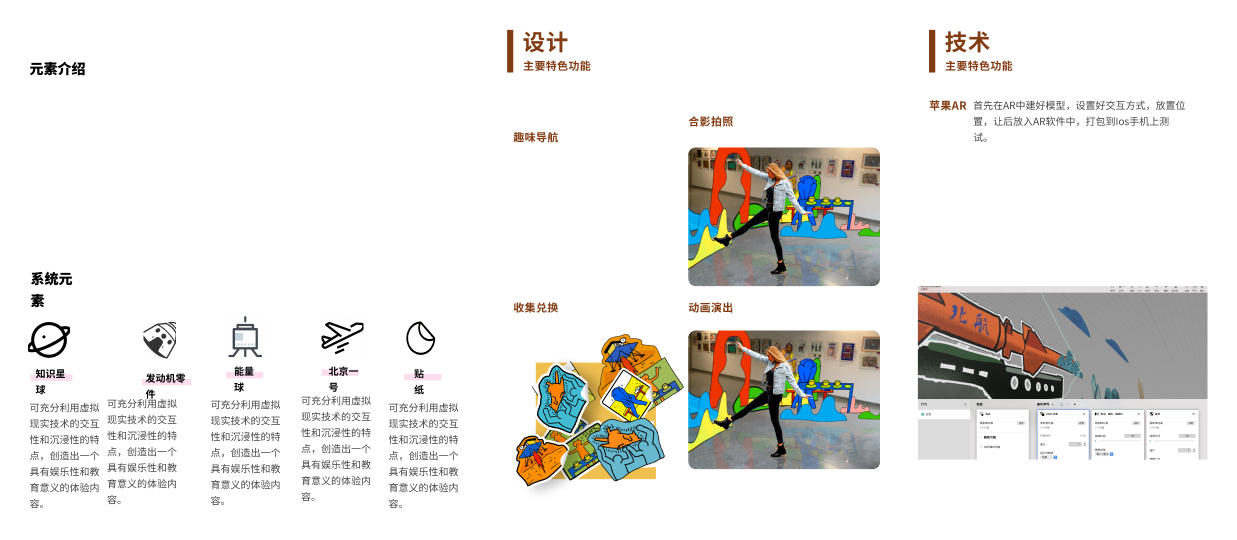 元素介绍
系统元
素
知识星
球
可充分利用虚拟
现实技术的交互
性和沉浸性的特
点，创造出一个
具有娱乐性和教
育意义的体验内
容。
发动机零
件
可充分利用虚拟
现实技术的交互
性和沉浸性的特
点，创造出一个
具有娱乐性和教
育意义的体验内
容。
能量
球
可充分利用虚拟
现实技术的交互
性和沉浸性的特
点，创造出一个
具有娱乐性和教
育意义的体验内
容。
北京一
号
可充分利用虚拟
现实技术的交互
性和沉浸性的特
点，创造出一个
具有娱乐性和教
育意义的体验内
容。
贴
纸
可充分利用虚拟
现实技术的交互
性和沉浸性的特
点，创造出一个
具有娱乐性和教
育意义的体验内
容。
设计
主要特色功能
趣味导航
合影拍照
收集兑换
动画演出
技术
主要特色功能
苹果AR
首先在AR中建好模型，设置好交互方式，放置位
置，让后放入AR软件中，打包到Ios手机上测
试。
北航